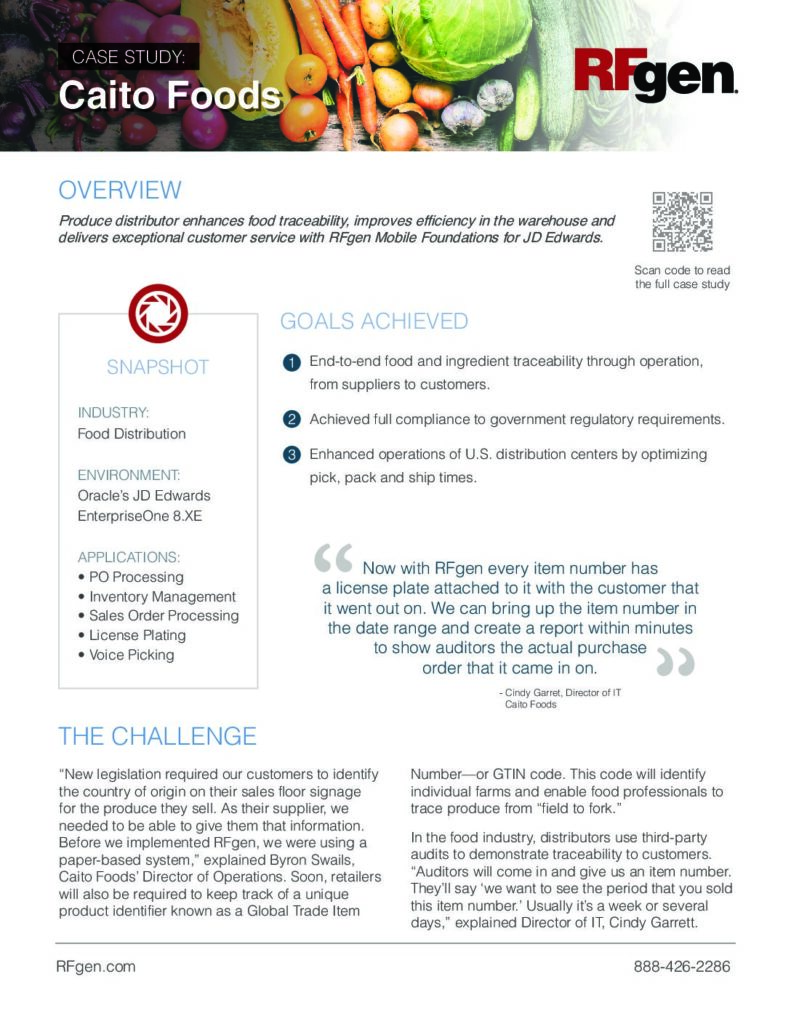 CASE STUDY:
Caito Foods
RFgen.
OVERVIEW
Produce distributor enhances food traceability, improves efficiency in the warehouse and
delivers exceptional customer service with RFgen Mobile Foundations for JD Edwards.
Scan code to read
the full case study
SNAPSHOT
INDUSTRY:
Food Distribution
ENVIRONMENT:
Oracle's JD Edwards
EnterpriseOne 8.XE
APPLICATIONS:
• PO Processing
• Inventory Management
• Sales Order Processing
• License Plating
• Voice Picking
GOALS ACHIEVED
1 End-to-end food and ingredient traceability through operation,
from suppliers to customers.
2 Achieved full compliance to government regulatory requirements.
3 Enhanced operations of U.S. distribution centers by optimizing
pick, pack and ship times.
“Now with RFgen every item number has
a license plate attached to it with the customer that
it went out on. We can bring up the item number in
the date range and create a report within minutes
to show auditors the actual purchase
order that it came in on.”
- Cindy Garret, Director of IT
Caito Foods
THE CHALLENGE
“New legislation required our customers to identify
the country of origin on their sales floor signage
for the produce they sell. As their supplier, we
needed to be able to give them that information.
Before we implemented RFgen, we were using a
paper-based system,” explained Byron Swails,
Caito Foods’ Director of Operations. Soon, retailers
will also be required to keep track of a unique
product identifier known as a Global Trade Item
Number—or GTIN code. This code will identify
individual farms and enable food professionals to
trace produce from “field to fork.”
In the food industry, distributors use third-party
audits to demonstrate traceability to customers.
“Auditors will come in and give us an item number.
They’ll say ‘we want to see the period that you sold
this item number.’ Usually it’s a week or several
days,” explained Director of IT, Cindy Garrett.
RFgen.com
888-426-2286